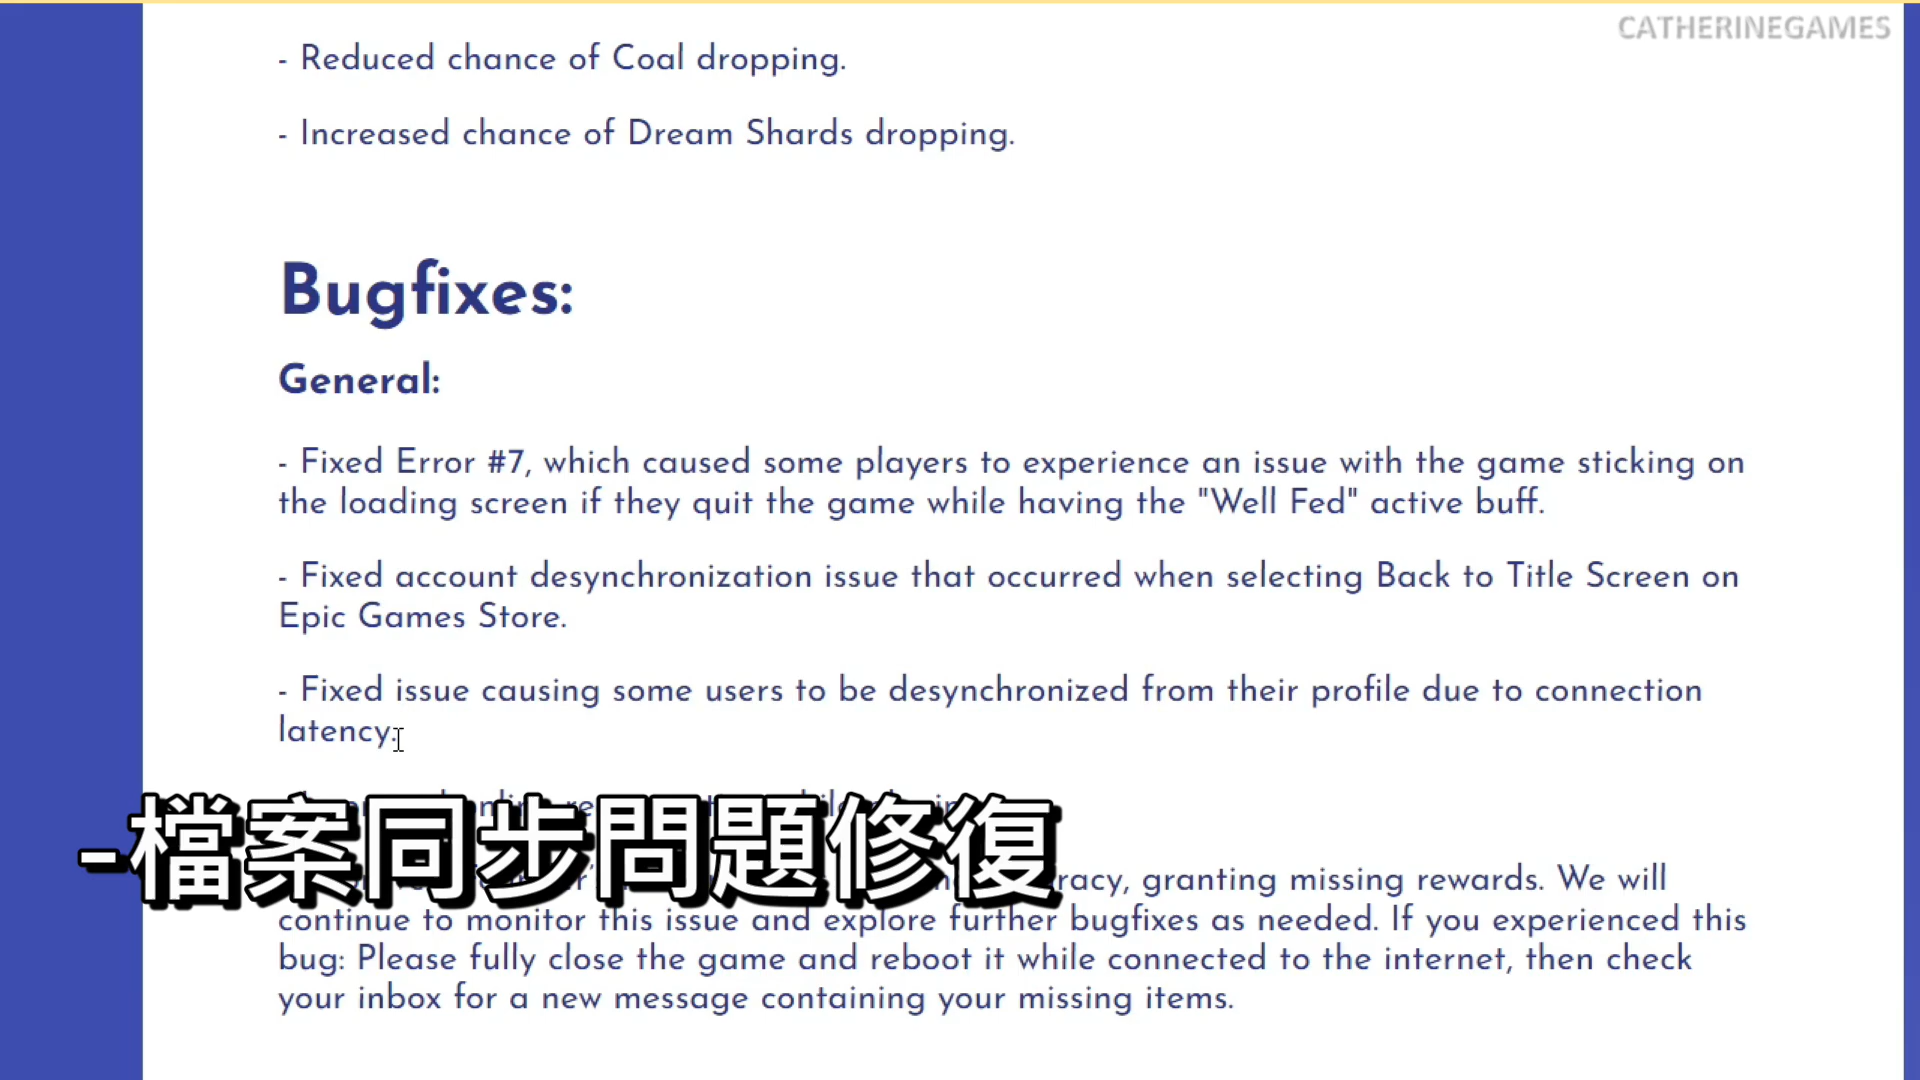 CATHERINEGAMES
- Reduced chance of Coal dropping.
- Increased chance of Dream Shards dropping.
Bugfixes:
General:
- Fixed Error #7, which caused some players to experience an issue with the game sticking on
the loading screen if they quit the game while having the "Well Fed" active buff.
- Fixed account desynchronization issue that occurred when selecting Back to Title Screen on
Epic Games Store.
- Fixed issue causing some users to be desynchronized from their profile due to connection
latency.
-檔案同步問題修復
granting missing rewards. We will
continue to monitor this issue and explore further bugfixes as needed. If you experienced this
bug: Please fully close the game and reboot it while connected to the internet, then check
your inbox for a new message containing your missing items.